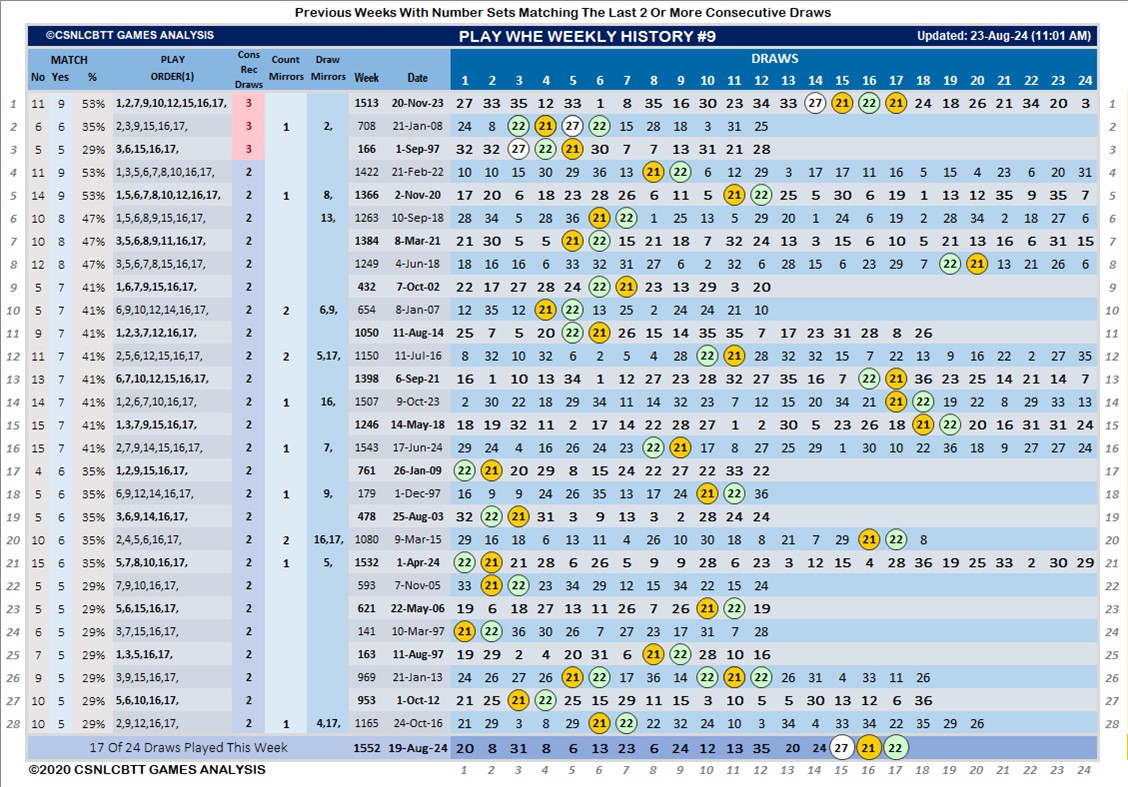 Previous Weeks With Number Sets Matching The Last 2 Or More Consecutive Draws
©CSNLCBTT GAMES ANALYSIS PLAY WHE WEEKLY HISTORY #9 Updated: 23-Aug-24 (11:01 AM)
MATCH PLAY Cons Count Draw DRAWS
No Yes % ORDER(1) Rec Draws Mirrors Mirrors Week Date 1 2 3 4 5 6 7 8 9 10 11 12 13 14 15 16 17 18 19 20 21 22 23 24
1 11 9 53% 1,2,7,9,10,12,15,16,17, 3 1513 20-Nov-23 27 33 35 12 33 1 8 35 16 30 23 34 33 27 21 22 21 24 18 26 21 34 20 3 1
2 6 6 35% 2,3,9,15,16,17, 3 1 2, 708 21-Jan-08 24 8 22 21 27 22 15 28 18 3 31 25 2
3 5 5 29% 3,6,15,16,17, 3 166 1-Sep-97 32 32 27 22 21 30 7 7 13 31 21 28 3
4 11 9 53% 1,3,5,6,7,8,10,16,17, 2 1422 21-Feb-22 10 10 15 30 29 36 13 21 22 6 12 29 3 17 17 11 16 5 15 4 23 6 20 31 4
5 14 9 53% 1,5,6,7,8,10,12,16,17, 2 1 8, 1366 2-Nov-20 17 20 6 18 23 28 26 6 11 5 21 22 25 5 30 6 19 1 13 12 35 9 35 7 5
6 10 8 47% 1,5,6,8,9,15,16,17, 2 13, 1263 10-Sep-18 28 34 5 28 36 21 22 1 25 13 5 29 20 1 24 6 19 2 28 34 2 18 27 6 6
7 10 8 47% 3,5,6,8,9,11,16,17, 2 1384 8-Mar-21 21 30 5 5 21 22 15 21 18 7 32 24 13 3 15 6 10 5 21 13 16 6 31 15 7
8 12 8 47% 3,5,6,7,8,15,16,17, 2 1249 4-Jun-18 18 16 16 6 33 32 31 27 6 2 32 6 28 15 6 23 29 7 22 21 13 21 26 6 8
9 5 7 41% 1,6,7,9,15,16,17, 2 432 7-Oct-02 22 17 27 28 24 22 21 23 13 29 3 20 9
10 5 7 41% 6,9,10,12,14,16,17, 2 2 6,9, 654 8-Jan-07 12 35 12 21 22 13 25 2 24 24 21 10 10
11 9 7 41% 1,2,3,7,12,16,17, 2 1050 11-Aug-14 25 7 5 20 22 21 26 15 14 35 35 7 17 23 31 28 8 26 11
12 11 7 41% 2,5,6,12,15,16,17, 2 2 5,17, 1150 11-Jul-16 8 32 10 32 6 2 5 4 28 22 21 28 32 32 15 7 22 13 9 16 22 2 27 35 12
13 13 7 41% 6,7,10,12,15,16,17, 2 1398 6-Sep-21 16 1 10 13 34 1 12 27 23 28 32 27 35 16 7 22 21 36 23 25 14 21 14 7 13
14 14 7 41% 1,2,6,7,10,16,17, 2 1 16, 1507 9-Oct-23 2 30 22 18 29 34 11 14 32 23 7 12 15 20 34 21 21 22 19 22 8 29 33 13 14
15 15 7 41% 1,3,7,9,15,16,17, 2 1246 14-May-18 18 19 32 11 2 17 14 22 28 27 1 2 30 5 23 26 18 21 22 20 16 31 31 24 15
16 15 7 41% 2,7,9,14,15,16,17, 2 1 7, 1543 17-Jun-24 29 24 4 16 26 24 23 22 21 17 8 27 25 29 1 30 10 22 36 18 9 27 27 24 16
17 4 6 35% 1,2,9,15,16,17, 2 761 26-Jan-09 22 21 20 29 8 15 24 22 27 22 33 22 17
18 5 6 35% 6,9,12,14,16,17, 2 1 9, 179 1-Dec-97 16 9 9 24 26 35 13 17 24 21 22 36 18
19 5 6 35% 3,6,9,14,16,17, 2 478 25-Aug-03 32 22 21 31 3 9 13 3 2 28 24 24 19
20 10 6 35% 2,4,5,6,16,17, 2 2 16,17, 1080 9-Mar-15 29 16 18 6 13 11 4 26 10 30 18 8 21 7 29 21 22 8 20
21 15 6 35% 5,7,8,10,16,17, 2 1 5, 1532 1-Apr-24 22 21 21 28 6 26 5 9 9 28 6 23 3 12 15 4 28 36 19 25 33 2 30 29 21
22 5 5 29% 7,9,10,16,17, 2 593 7-Nov-05 33 21 22 23 34 29 12 15 34 22 15 24 22
23 5 5 29% 5,6,15,16,17, 2 621 22-May-06 19 6 18 27 13 11 26 7 26 21 22 19 23
24 6 5 29% 3,7,15,16,17, 2 141 10-Mar-97 21 22 36 30 26 7 27 23 17 31 7 28 24
25 7 5 29% 1,3,5,16,17, 2 163 11-Aug-97 19 29 2 4 20 31 6 21 22 28 10 16 25
26 9 5 29% 3,9,15,16,17, 2 969 21-Jan-13 24 26 27 26 21 22 17 36 14 22 21 22 26 31 4 33 11 26 26
27 10 5 29% 5,6,10,16,17, 2 953 1-Oct-12 21 25 21 22 25 15 29 11 15 3 10 5 5 30 13 12 6 36 27
28 10 5 29% 2,9,12,16,17, 2 1 4,17, 1165 24-Oct-16 21 29 3 8 29 21 22 22 32 24 10 3 34 4 33 34 22 35 29 26 28
17 Of 24 Draws Played This Week 1552 19-Aug-24 20 8 31 8 6 13 23 6 24 12 13 35 20 24 27 21 22
©2020 CSNLCBTT GAMES ANALYSIS 1 2 3 4 5 6 7 8 9 10 11 12 13 14 15 16 17 18 19 20 21 22 23 24